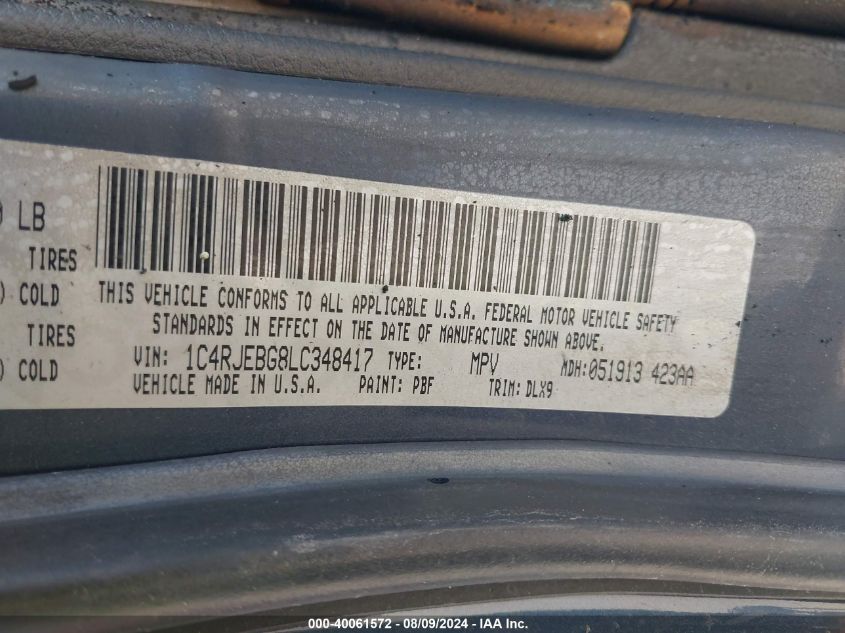 0 LB
TIRES
) COLD
TIRES
) COLD
THIS VEHICLE CONFORMS TO ALL APPLICABLE U.S.A. FEDERAL MOTOR VEHICLE SAFETY
STANDARDS IN EFFECT ON THE DATE OF MANUFACTURE SHOWN ABOVE.
VIN: 1C4RJEBG8LC348417 TYPE: MPV MDH:051913 423AA
VEHICLE MADE IN U.S.A. PAINT: PBF TRIM: DLX9
000-40061572 - 08/09/2024 - IAA, Inc.